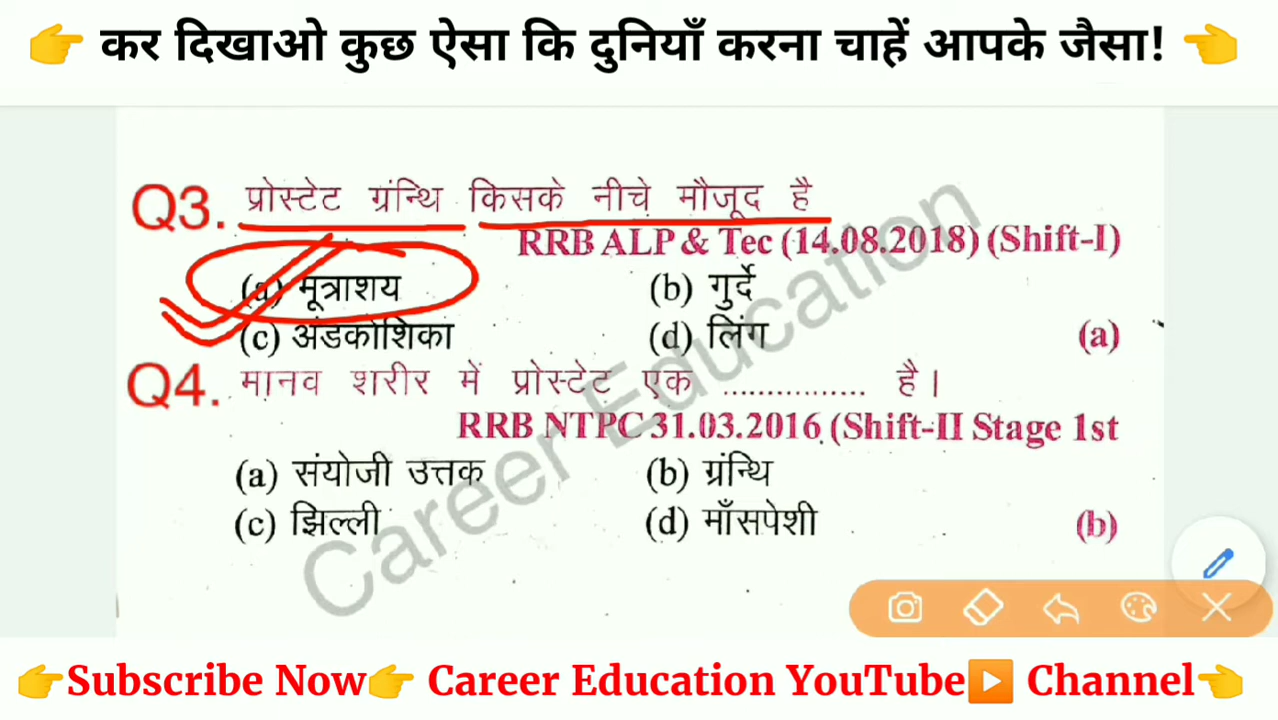 👉 कर दिखाओ कुछ ऐसा कि दुनियाँ करना चाहें आपके जैसा! 👈
Q3. प्रोस्टेट ग्रंन्थि किसके नीचे मौजूद है
RRB ALP & Tec (14.08.2018) (Shift-I)
(a) मूत्राशय (b) गुर्दे
(c) अंडकोशिका (d) लिंग (a)
Q4. मानव शरीर में प्रोस्टेट एक ................ है।
RRB NTPC 31.03.2016 (Shift-II Stage 1st
(a) संयोजी उत्तक (b) ग्रंन्थि
(c) झिल्ली (d) माँसपेशी (b)
Career Education
👉Subscribe Now👉 Career Education YouTube▶️ Channel👈